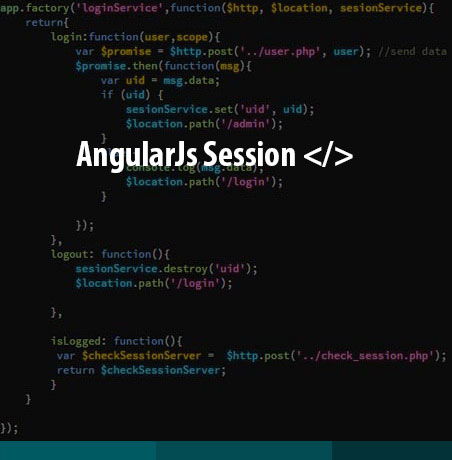 app.factory('loginService',function($http, $location, sesionService){
return{
login:function(user,scope){
var $promise = $http.post('../user.php', user); //send data
$promise.then(function(msg){
var uid = msg.data;
if (uid) {
sesionService.set('uid', uid);
$location.path('/admin');
}
AngularJs Session </>
console.log(msg.data);
$location.path('/login');
}
});
},
logout: function(){
sesionService.destroy('uid');
$location.path('/login');
},
isLogged: function(){
var $checkSessionServer = $http.post('../check_session.php');
return $checkSessionServer;
}
}
});